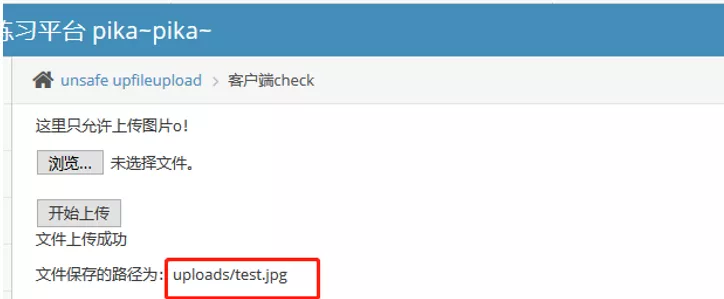 练习平台 pika~pika~
unsafe upfileupload > 客户端check
这里只允许上传图片o!
浏览... 未选择文件。
开始上传
文件上传成功
文件保存的路径为：uploads/test.jpg